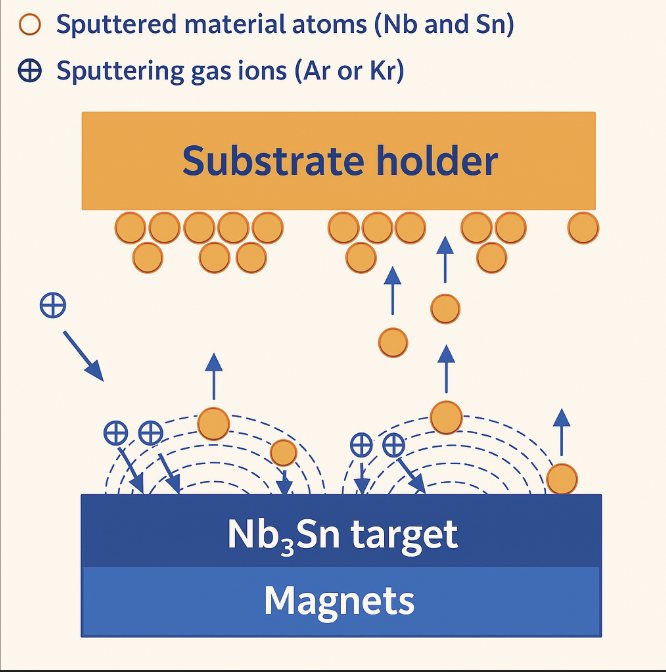 Sputtered material atoms (Nb and Sn)
Sputtering gas ions (Ar or Kr)
Substrate holder
Nb₃Sn target
Magnets